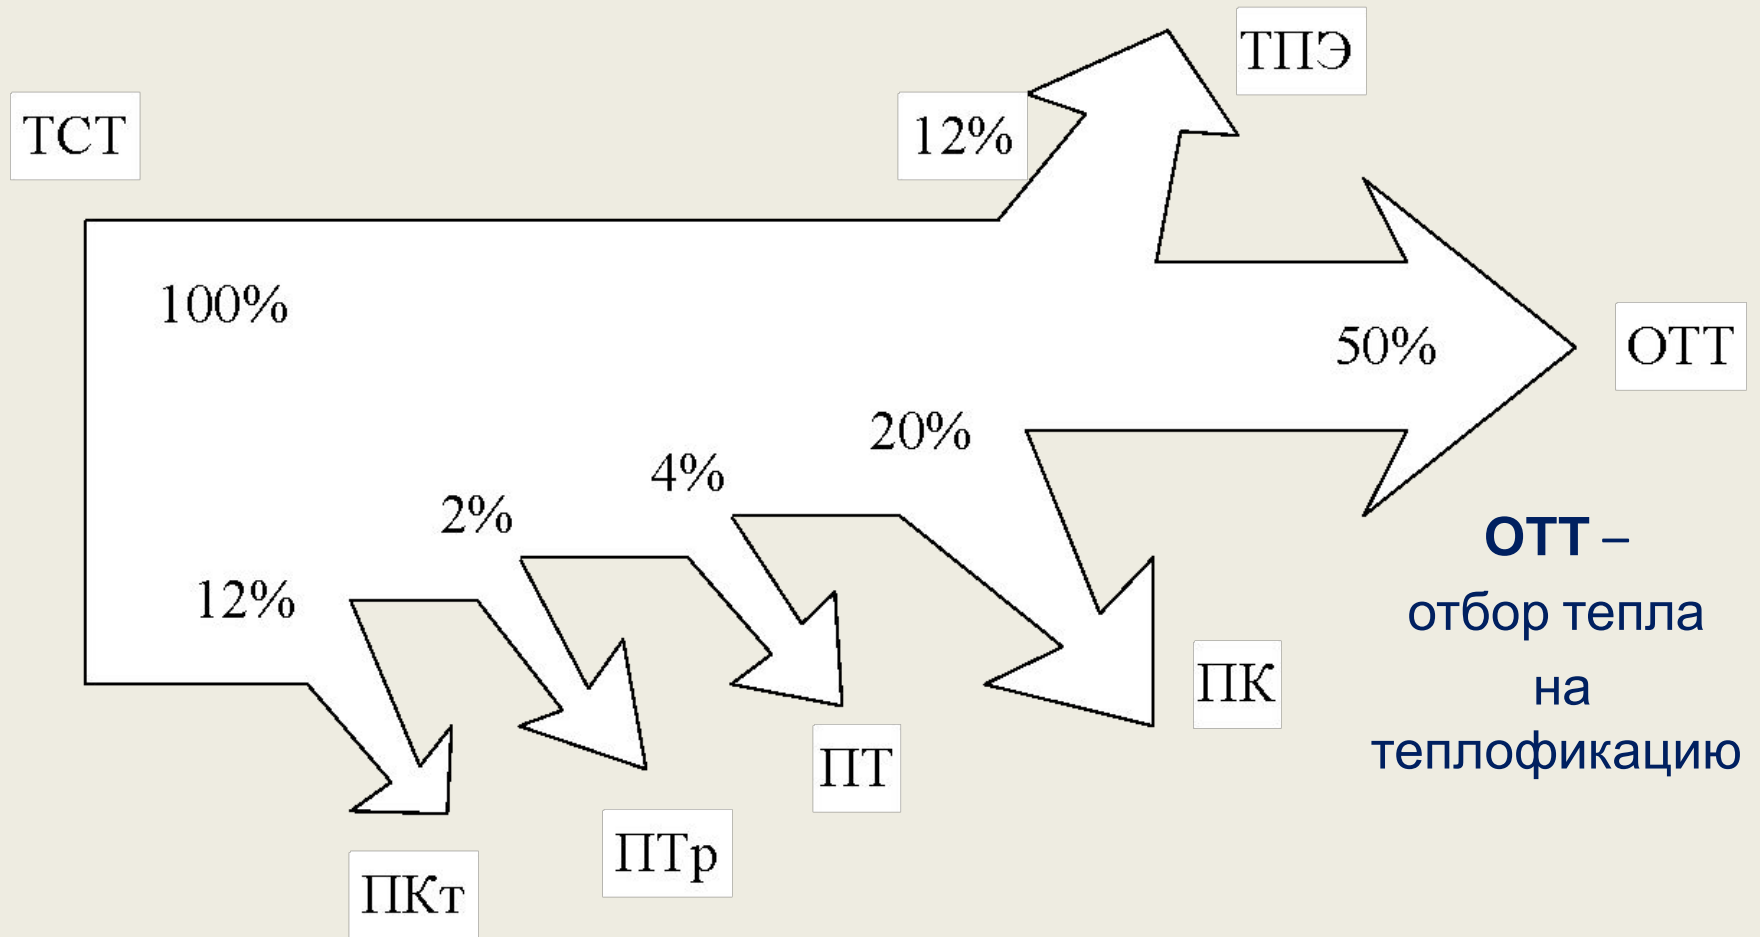 ТПЭ
ТСТ
12%
100%
50%
ОТТ
20%
4%
2%
12%
ОТТ –
отбор тепла
на
теплофикацию
ПК
ПТ
ПТр
ПКт